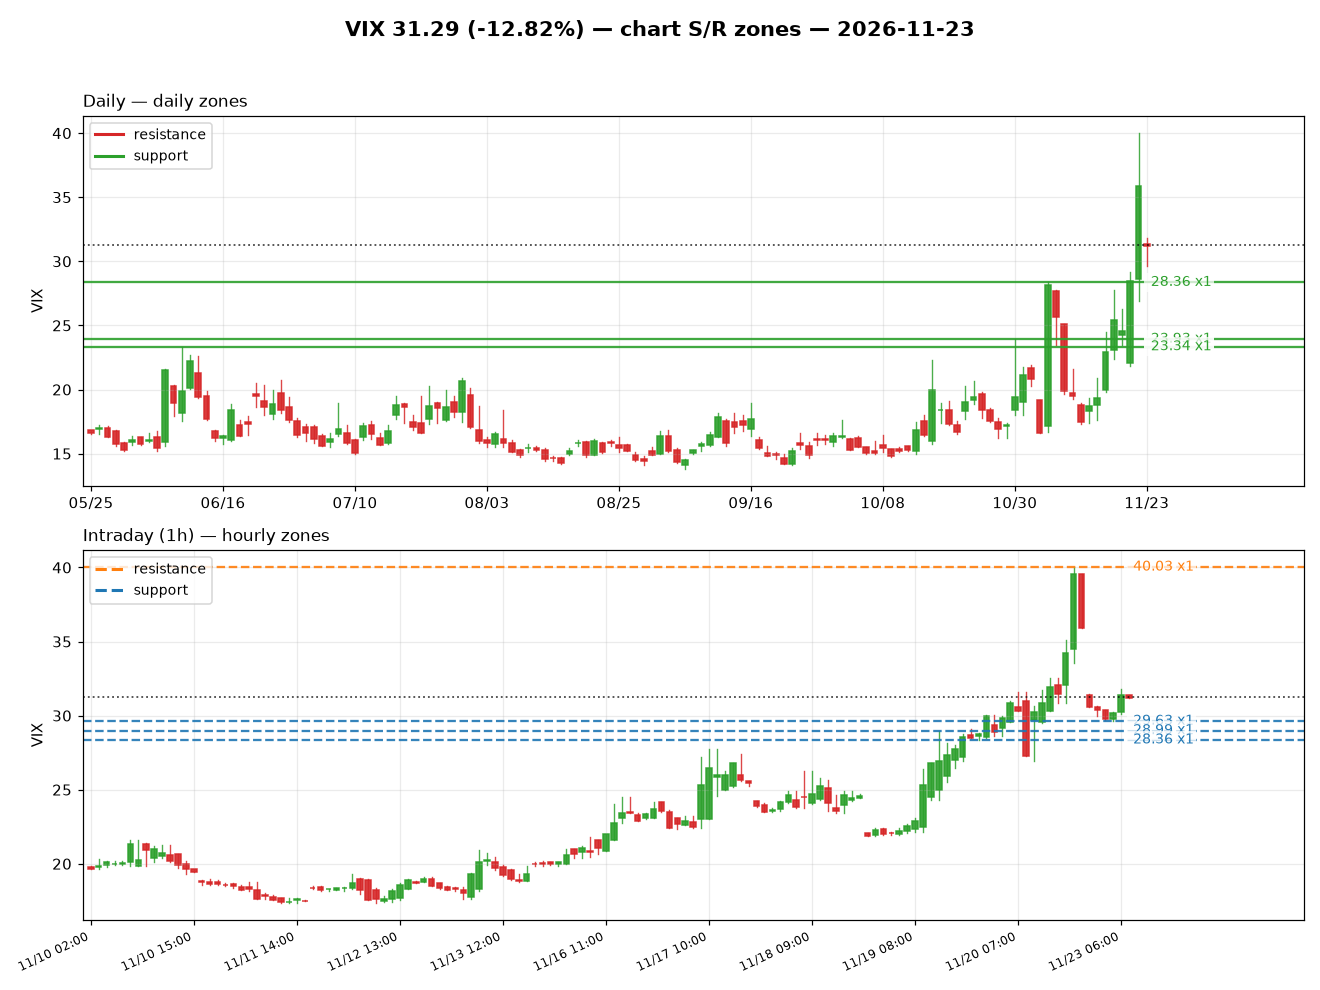 VIX 31.29 (-12.82%) — chart S/R zones — 2026-11-23
Daily — daily zones
resistance
support
VIX
40
35
30
25
20
15
28.36 x1
23.93 x1
23.34 x1
05/25 06/16 07/10 08/03 08/25 09/16 10/08 10/30 11/23
Intraday (1h) — hourly zones
resistance
support
VIX
40
35
30
25
20
40.03 x1
29.63 x1
28.99 x1
28.36 x1
11/10 02:00 11/10 15:00 11/11 14:00 11/12 13:00 11/13 12:00 11/16 11:00 11/17 10:00 11/18 09:00 11/19 08:00 11/20 07:00 11/23 06:00